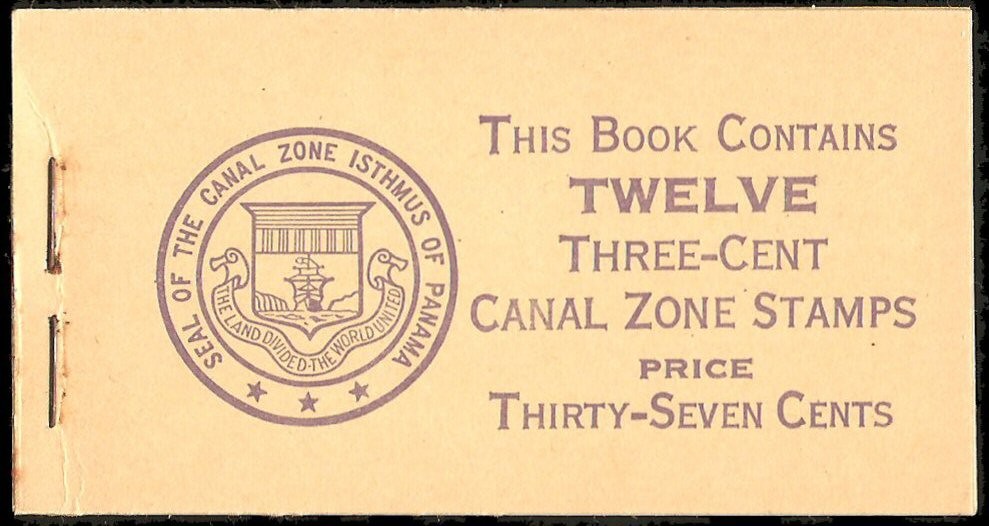 SEAL OF THE CANAL ZONE ISTHMUS OF PANAMA
THE LAND DIVIDED-THE WORLD UNITED
THIS BOOK CONTAINS
TWELVE
THREE-CENT
CANAL ZONE STAMPS
PRICE
THIRTY-SEVEN CENTS